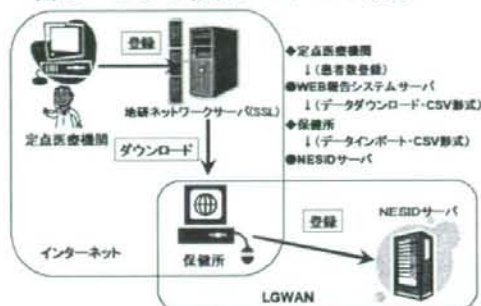 登録
定点医療機関
地研ネットワークサーバ(SSL)
ダウンロード
インターネット
保健所
登録
NESIDサーバ
LGWAN
◆定点医療機関
↓(患者数登録)
●WEB報告システムサーバ
↓(データダウンロード・CSV形式)
◆保健所
↓(データインポート・CSV形式)
●NESIDサーバ